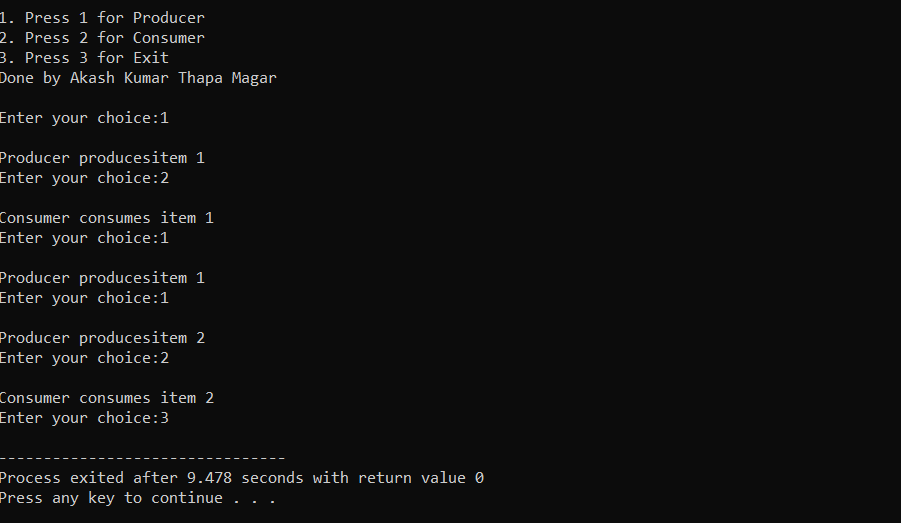 1. Press 1 for Producer
2. Press 2 for Consumer
3. Press 3 for Exit
Done by Akash Kumar Thapa Magar
Enter your choice:1
Producer producesitem 1
Enter your choice:2
Consumer consumes item 1
Enter your choice:1
Producer producesitem 1
Enter your choice:1
Producer producesitem 2
Enter your choice:2
Consumer consumes item 2
Enter your choice:3
--------------------------------
Process exited after 9.478 seconds with return value 0
Press any key to continue . . .